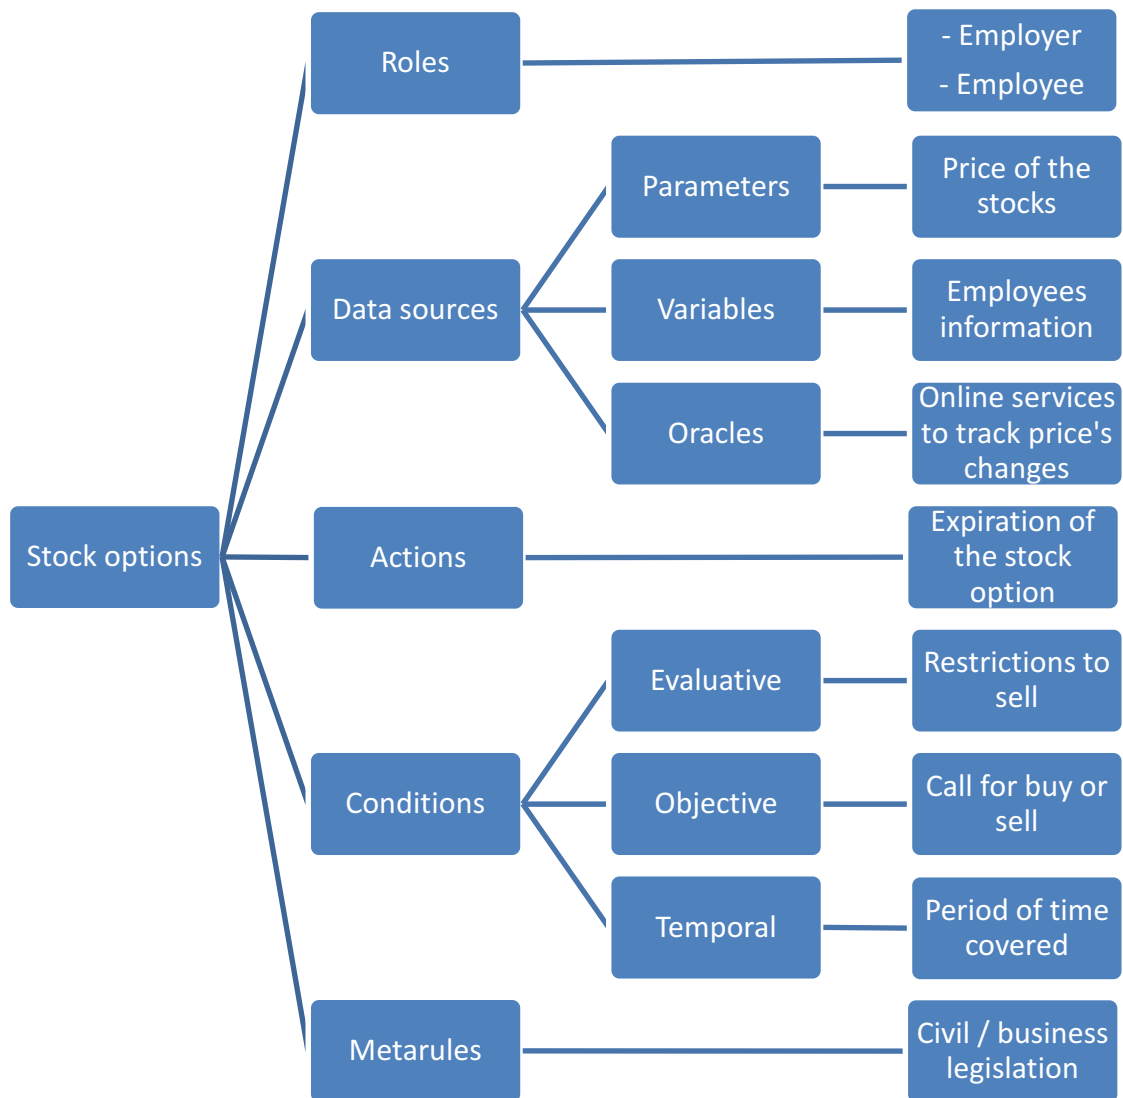 Roles
- Employer
- Employee
Parameters
Price of the
stocks
Data sources
Variables
Employees
information
Oracles
Online services
to track price's
changes
Stock options
Actions
Expiration of
the stock
option
Evaluative
Restrictions to
sell
Conditions
Objective
Call for buy or
sell
Temporal
Period of time
covered
Metarules
Civil / business
legislation